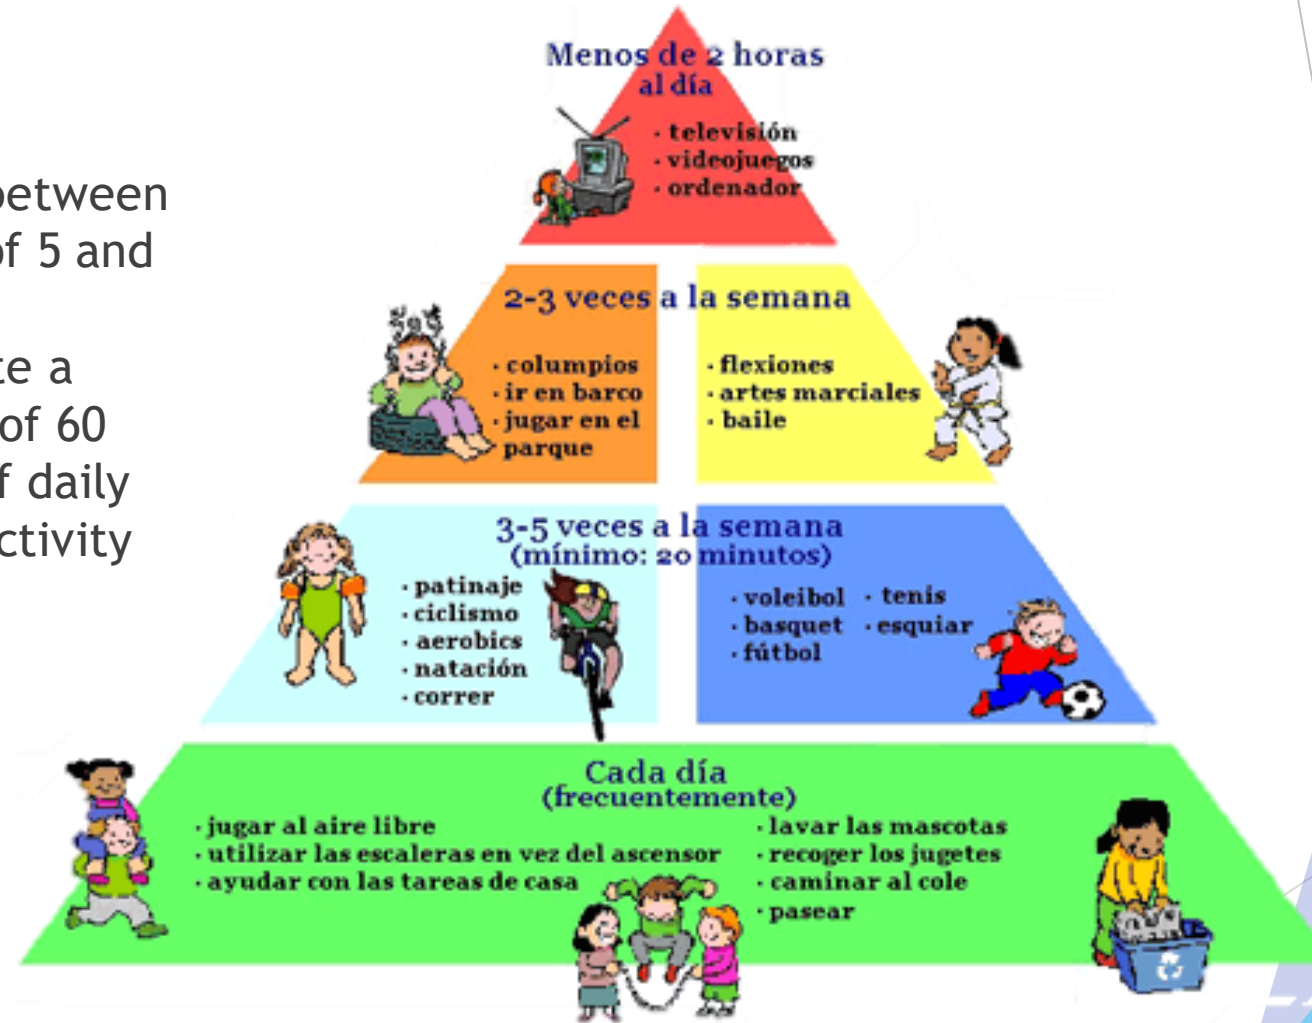 between
of 5 and
te a
of 60
f daily
ctivity
Menos de 2 horas
al día
· televisión
· videojuegos
· ordenador
2-3 veces a la semana
· columpios
· ir en barco
· jugar en el
parque
· flexiones
· artes marciales
· baile
3-5 veces a la semana
(mínimo: 20 minutos)
· patinaje
· ciclismo
· aerobics
· natación
· correr
· voleibol · tenis
· basquet · esquiar
· fútbol
Cada día
(frecuentemente)
· jugar al aire libre
· utilizar las escaleras en vez del ascensor
· ayudar con las tareas de casa
· lavar las mascotas
· recoger los jugetes
· caminar al cole
· pasear